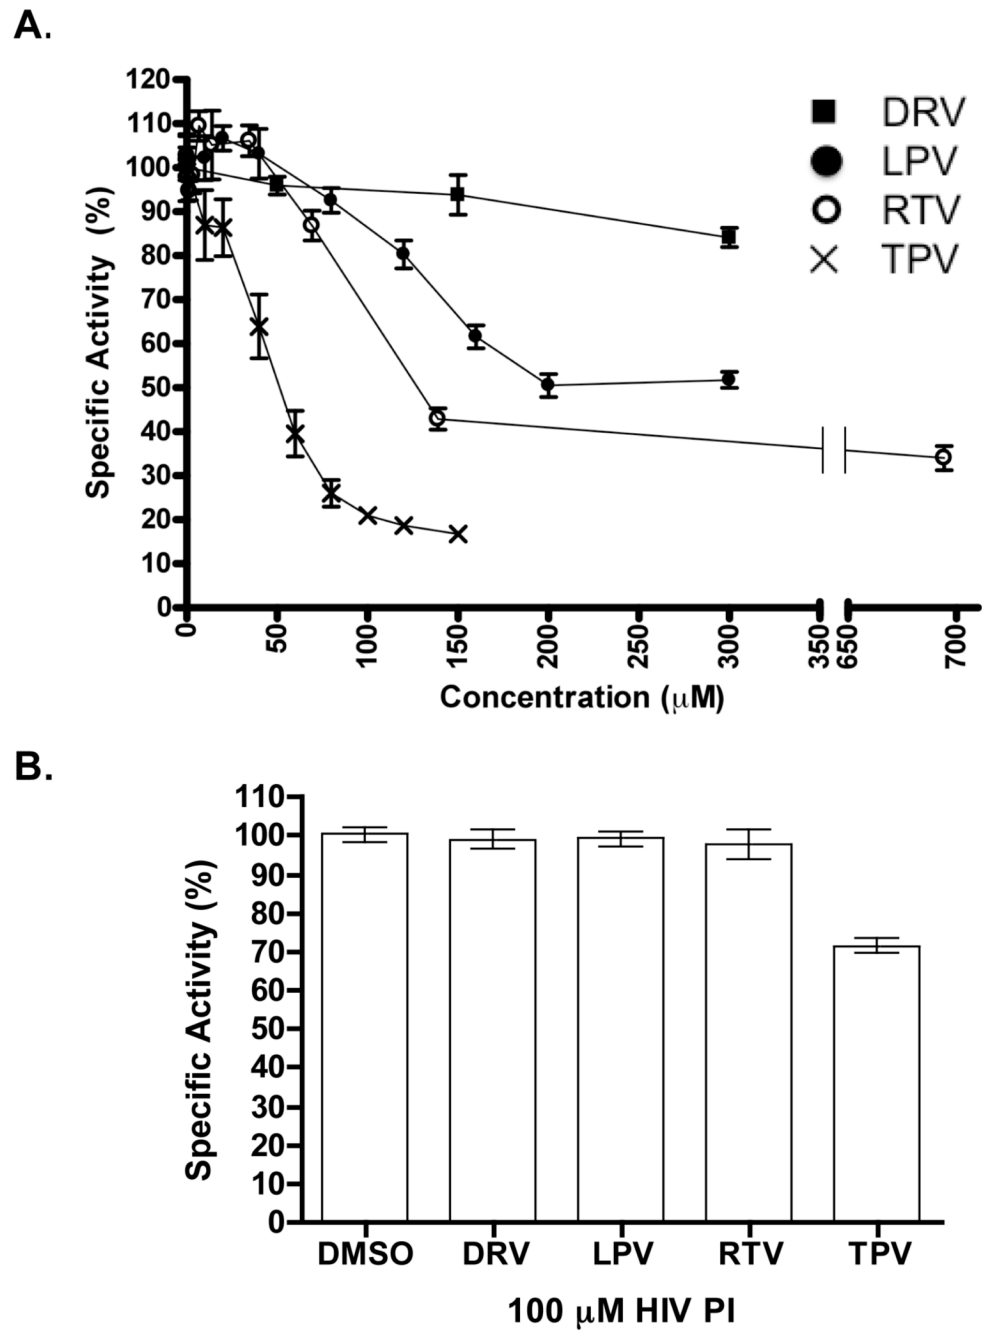 A.
120
110
100
90
80
70
60
50
40
30
20
10
0
Specific Activity (%)
DRV
LPV
RTV
TPV
0 50 100 150 200 250 300 350 650 700
Concentration (μM)
B.
110
100
90
80
70
60
50
40
30
20
10
0
Specific Activity (%)
DMSO DRV LPV RTV TPV
100 μM HIV PI